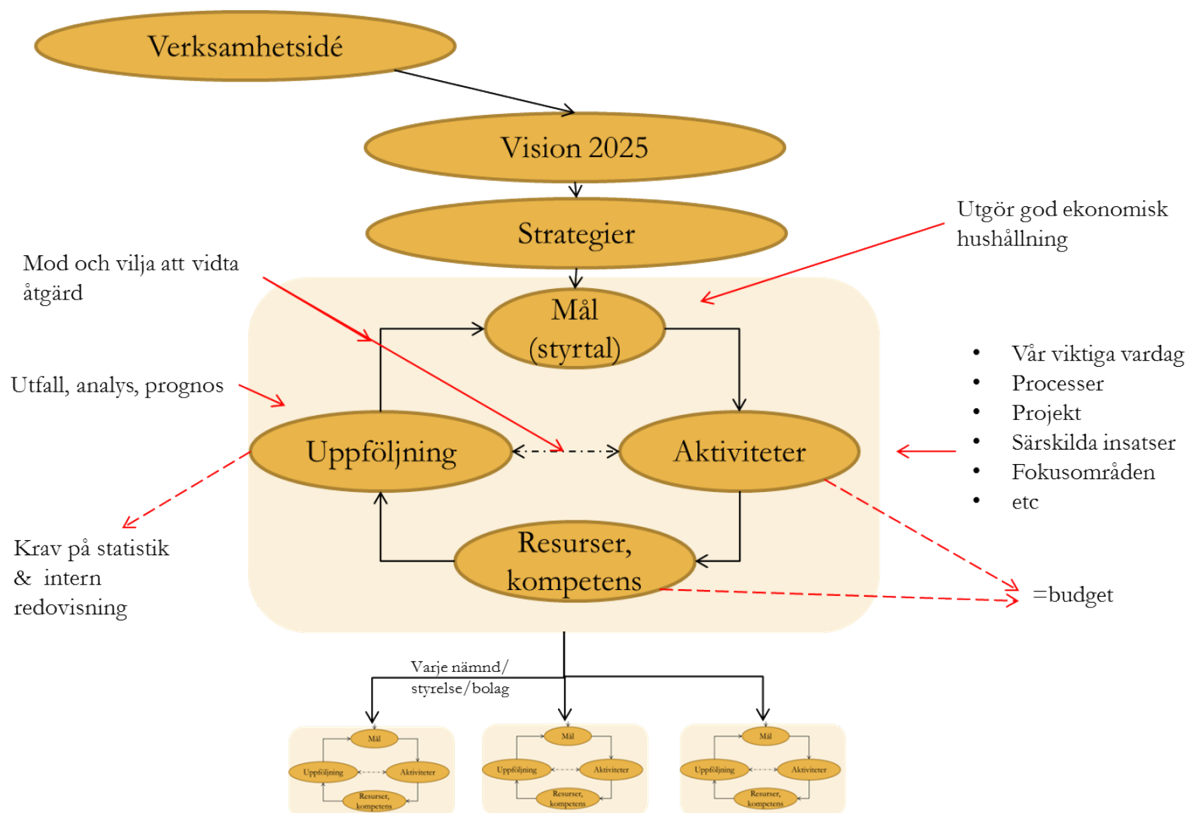 Verksamhetsidé
Vision 2025
Strategier
Utgör god ekonomisk
hushållning
Mod och vilja att vidta
åtgärd
Mål
(styrtal)
Utfall, analys, prognos
• Vår viktiga vardag
• Processer
• Projekt
• Särskilda insatser
• Fokusområden
• etc
Uppföljning
Aktiviteter
Krav på statistik
& intern
redovisning
Resurser,
kompetens
=budget
Varje nämnd/
styrelse/bolag
Mål
Uppföljning
Aktiviteter
Resurser,
kompetens
Mål
Uppföljning
Aktiviteter
Resurser,
kompetens
Mål
Uppföljning
Aktiviteter
Resurser,
kompetens